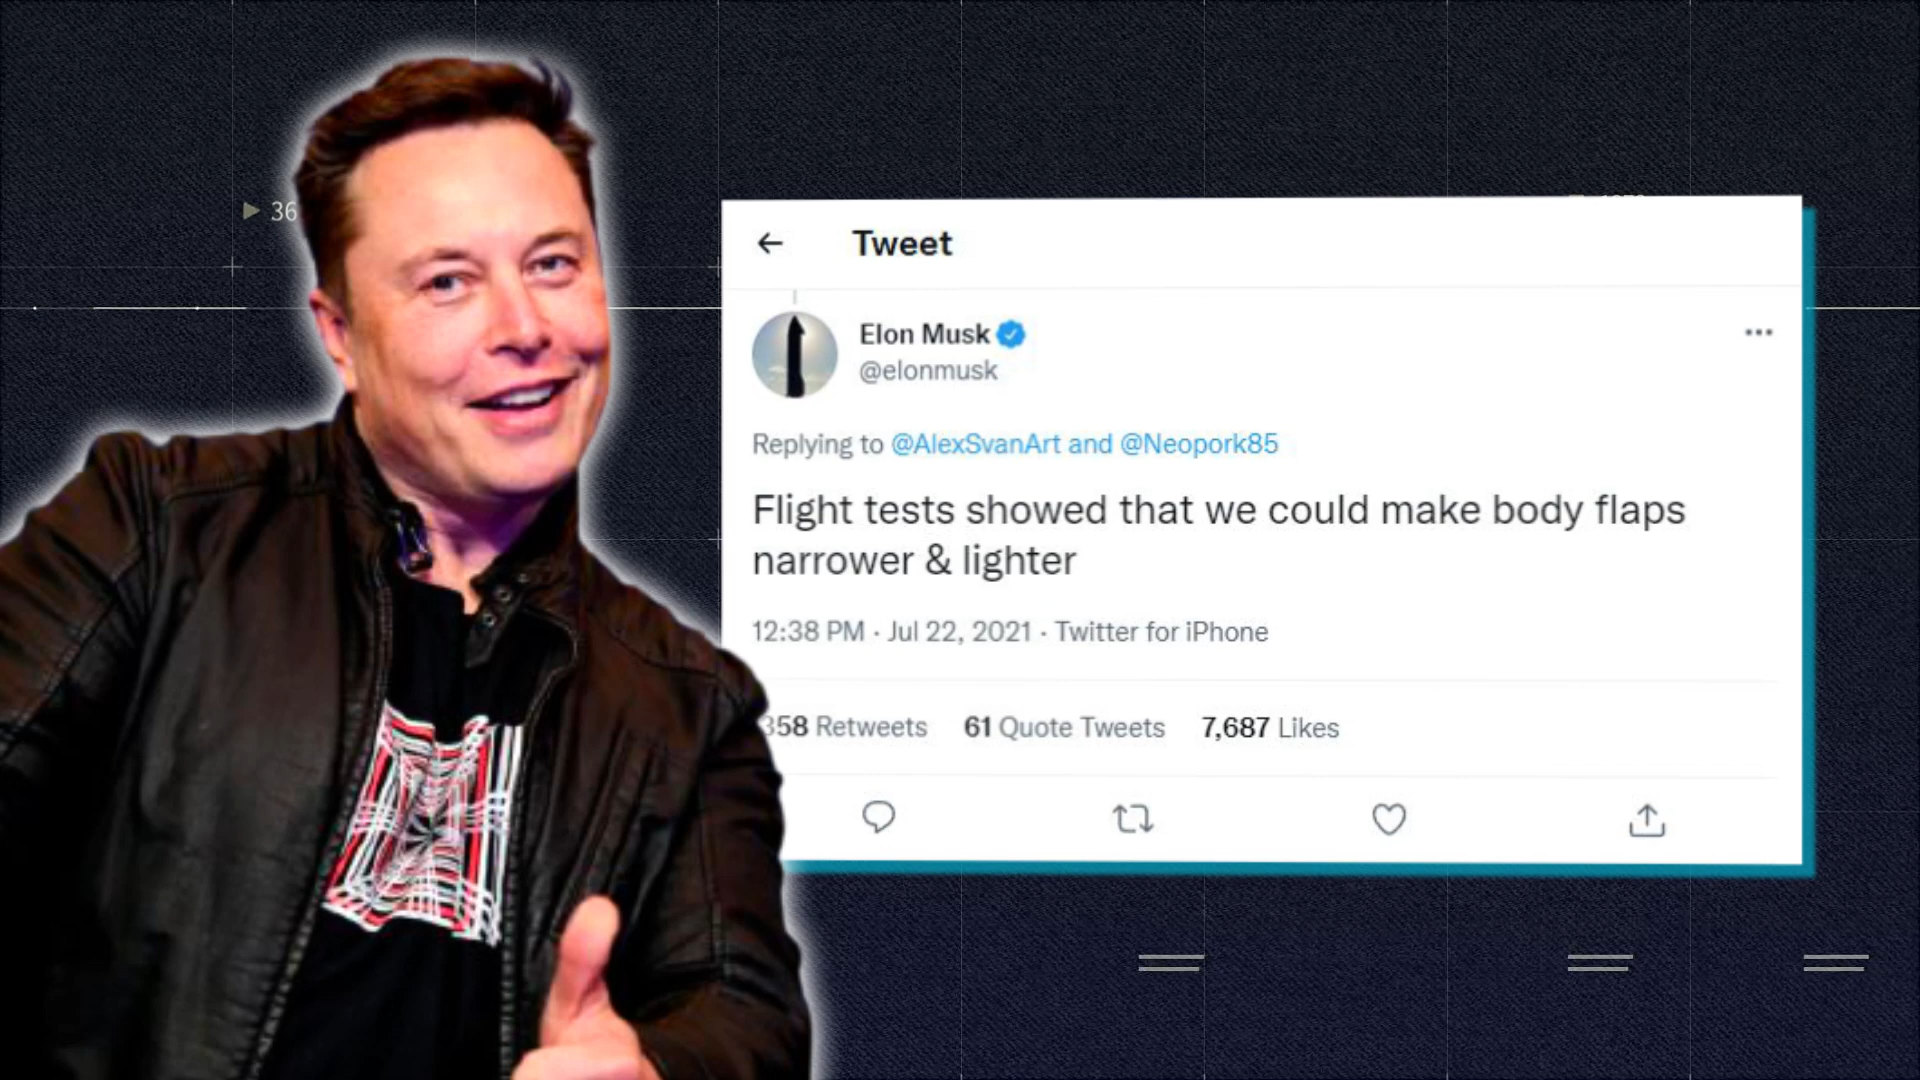 36
Tweet
Elon Musk
@elonmusk
Replying to @AlexSvanArt and @Neopork85
Flight tests showed that we could make body flaps
narrower & lighter
12:38 PM · Jul 22, 2021 · Twitter for iPhone
358 Retweets 61 Quote Tweets 7,687 Likes